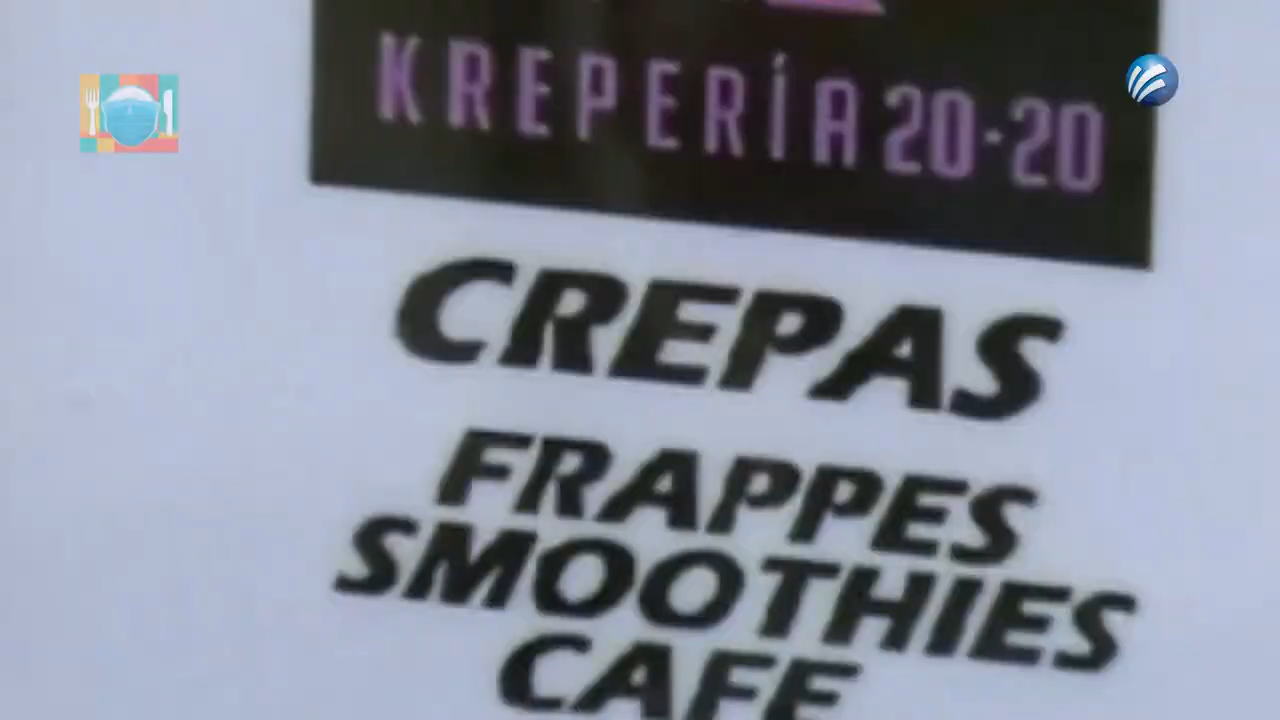 KREPERÍA 20-20
CREPAS
FRAPPES
SMOOTHIES
CAFE